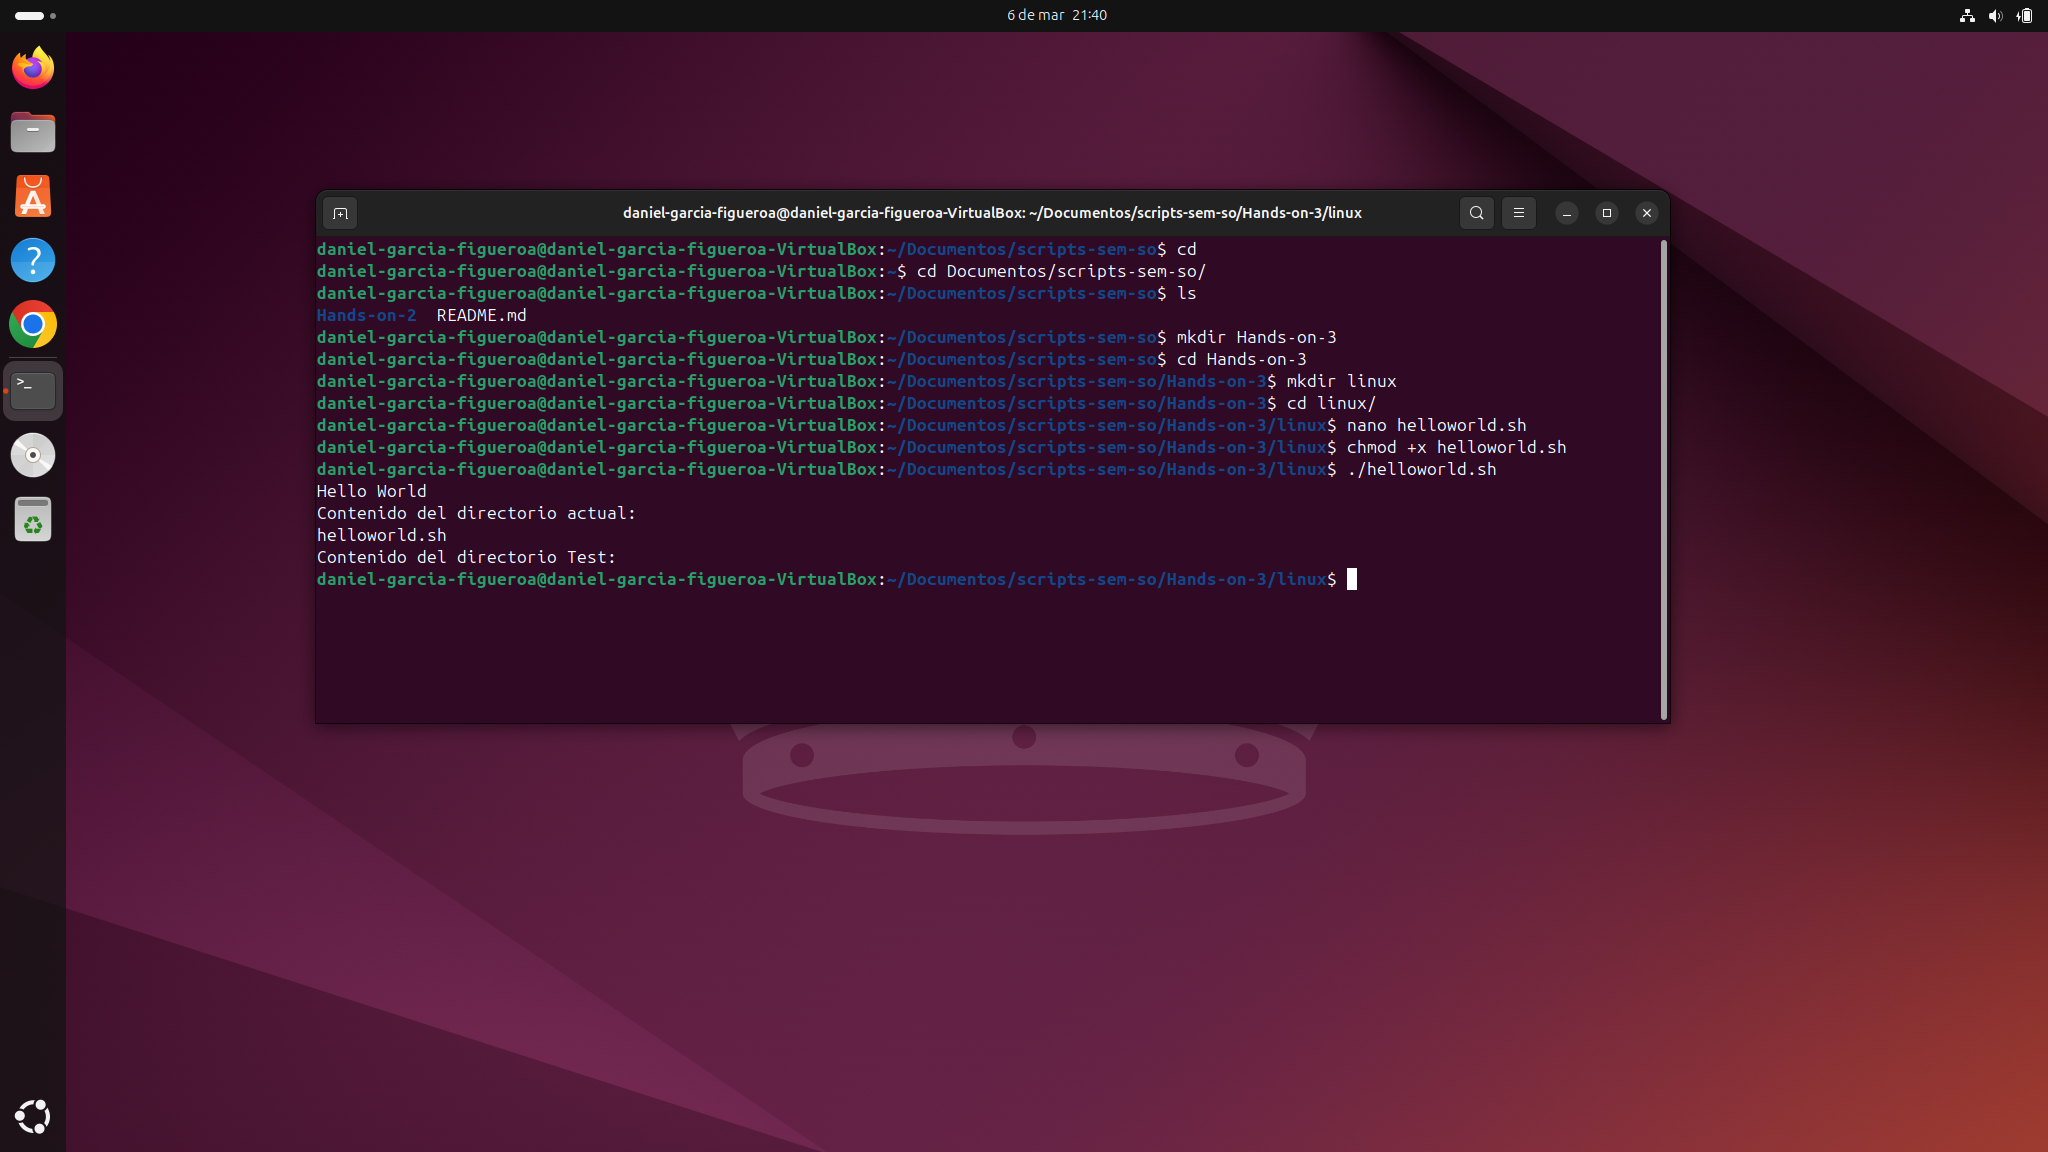 6 de mar 21:40
daniel-garcia-figueroa@daniel-garcia-figueroa-VirtualBox: ~/Documentos/scripts-sem-so/Hands-on-3/linux
daniel-garcia-figueroa@daniel-garcia-figueroa-VirtualBox:~/Documentos/scripts-sem-so$ cd
daniel-garcia-figueroa@daniel-garcia-figueroa-VirtualBox:~$ cd Documentos/scripts-sem-so/
daniel-garcia-figueroa@daniel-garcia-figueroa-VirtualBox:~/Documentos/scripts-sem-so$ ls
Hands-on-2  README.md
daniel-garcia-figueroa@daniel-garcia-figueroa-VirtualBox:~/Documentos/scripts-sem-so$ mkdir Hands-on-3
daniel-garcia-figueroa@daniel-garcia-figueroa-VirtualBox:~/Documentos/scripts-sem-so$ cd Hands-on-3
daniel-garcia-figueroa@daniel-garcia-figueroa-VirtualBox:~/Documentos/scripts-sem-so/Hands-on-3$ mkdir linux
daniel-garcia-figueroa@daniel-garcia-figueroa-VirtualBox:~/Documentos/scripts-sem-so/Hands-on-3$ cd linux/
daniel-garcia-figueroa@daniel-garcia-figueroa-VirtualBox:~/Documentos/scripts-sem-so/Hands-on-3/linux$ nano helloworld.sh
daniel-garcia-figueroa@daniel-garcia-figueroa-VirtualBox:~/Documentos/scripts-sem-so/Hands-on-3/linux$ chmod +x helloworld.sh
daniel-garcia-figueroa@daniel-garcia-figueroa-VirtualBox:~/Documentos/scripts-sem-so/Hands-on-3/linux$ ./helloworld.sh
Hello World
Contenido del directorio actual:
helloworld.sh
Contenido del directorio Test:
daniel-garcia-figueroa@daniel-garcia-figueroa-VirtualBox:~/Documentos/scripts-sem-so/Hands-on-3/linux$